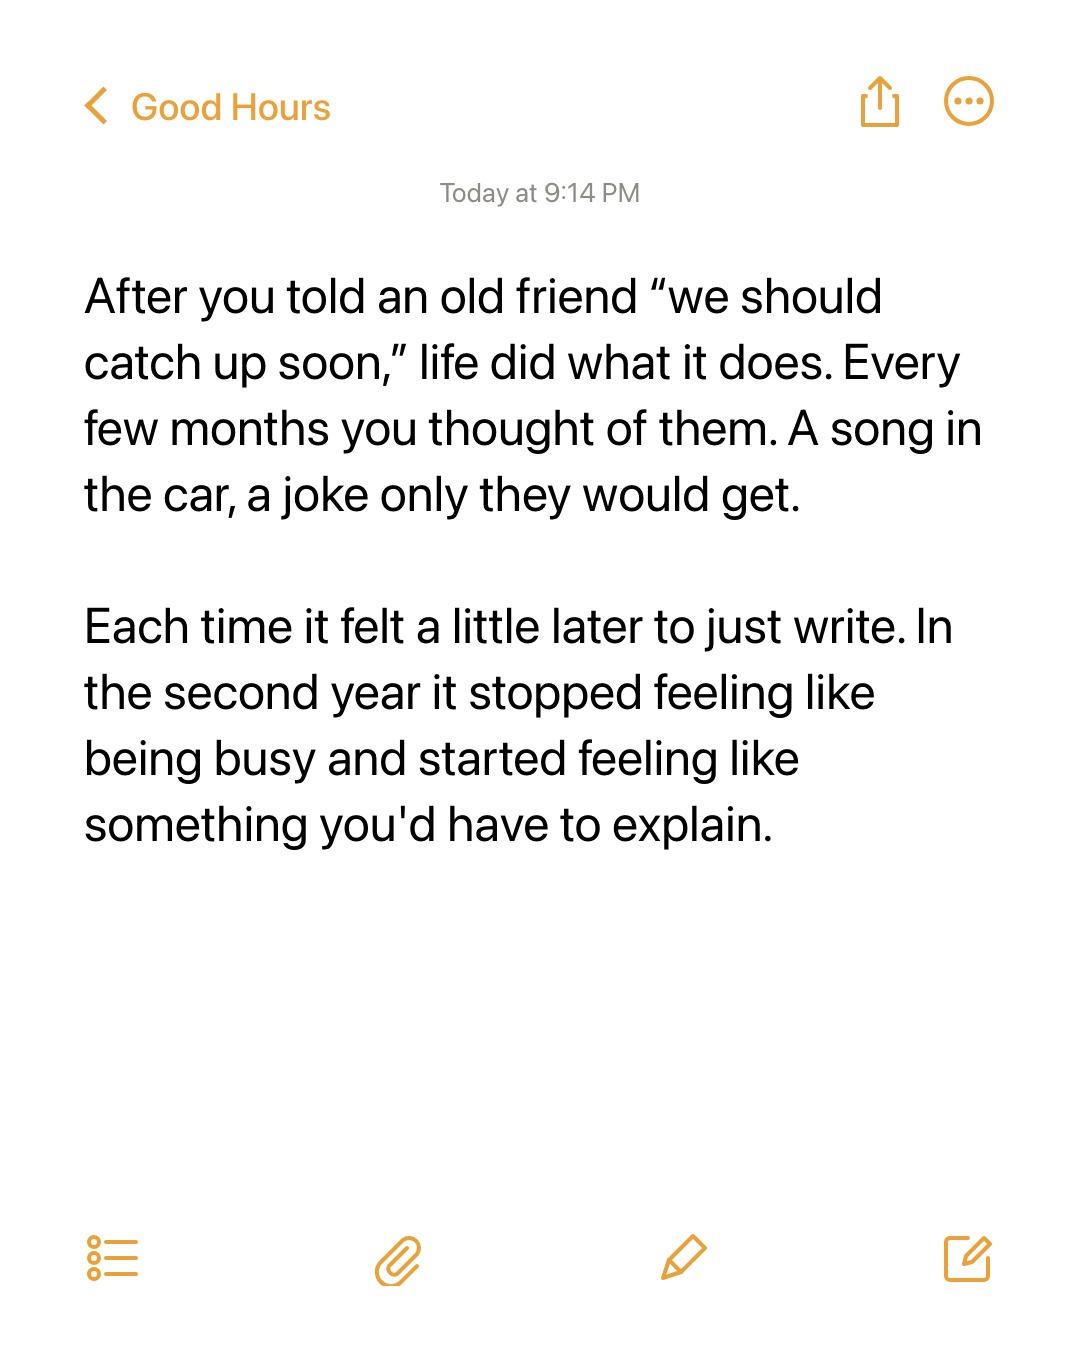 Good Hours
Today at 9:14 PM
After you told an old friend “we should
catch up soon,” life did what it does. Every
few months you thought of them. A song in
the car, a joke only they would get.
Each time it felt a little later to just write. In
the second year it stopped feeling like
being busy and started feeling like
something you'd have to explain.